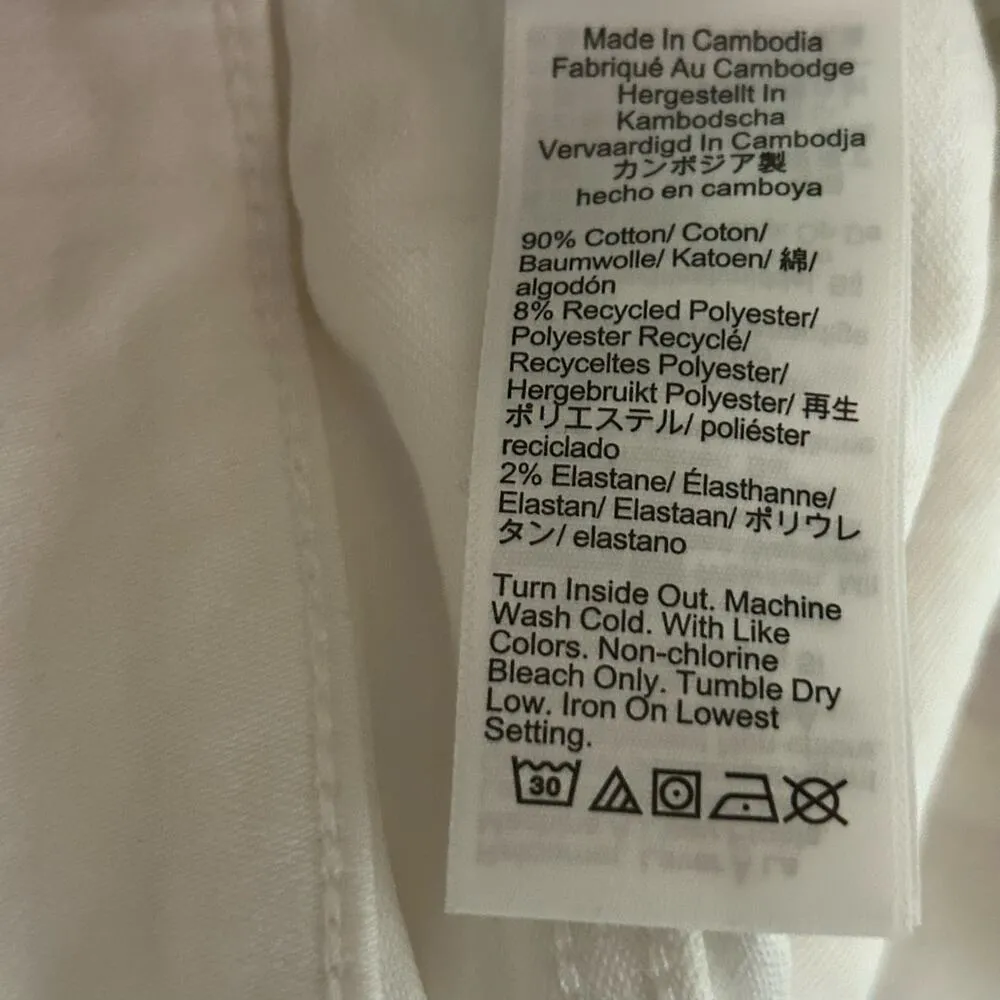 Made In Cambodia
Fabriqué Au Cambodge
Hergestellt In
Kambodscha
Vervaardigd In Cambodja
カンボジア製
hecho en camboya
90% Cotton/ Coton/
Baumwolle/ Katoen/ 綿/
algodón
8% Recycled Polyester/
Polyester Recyclé/
Recyceltes Polyester/
Hergebruikt Polyester/ 再生
ポリエステル/ poliéster
reciclado
2% Elastane/ Élasthanne/
Elastan/ Elastaan/ ポリウレ
タン/ elastano
Turn Inside Out. Machine
Wash Cold. With Like
Colors. Non-chlorine
Bleach Only. Tumble Dry
Low. Iron On Lowest
Setting.
30